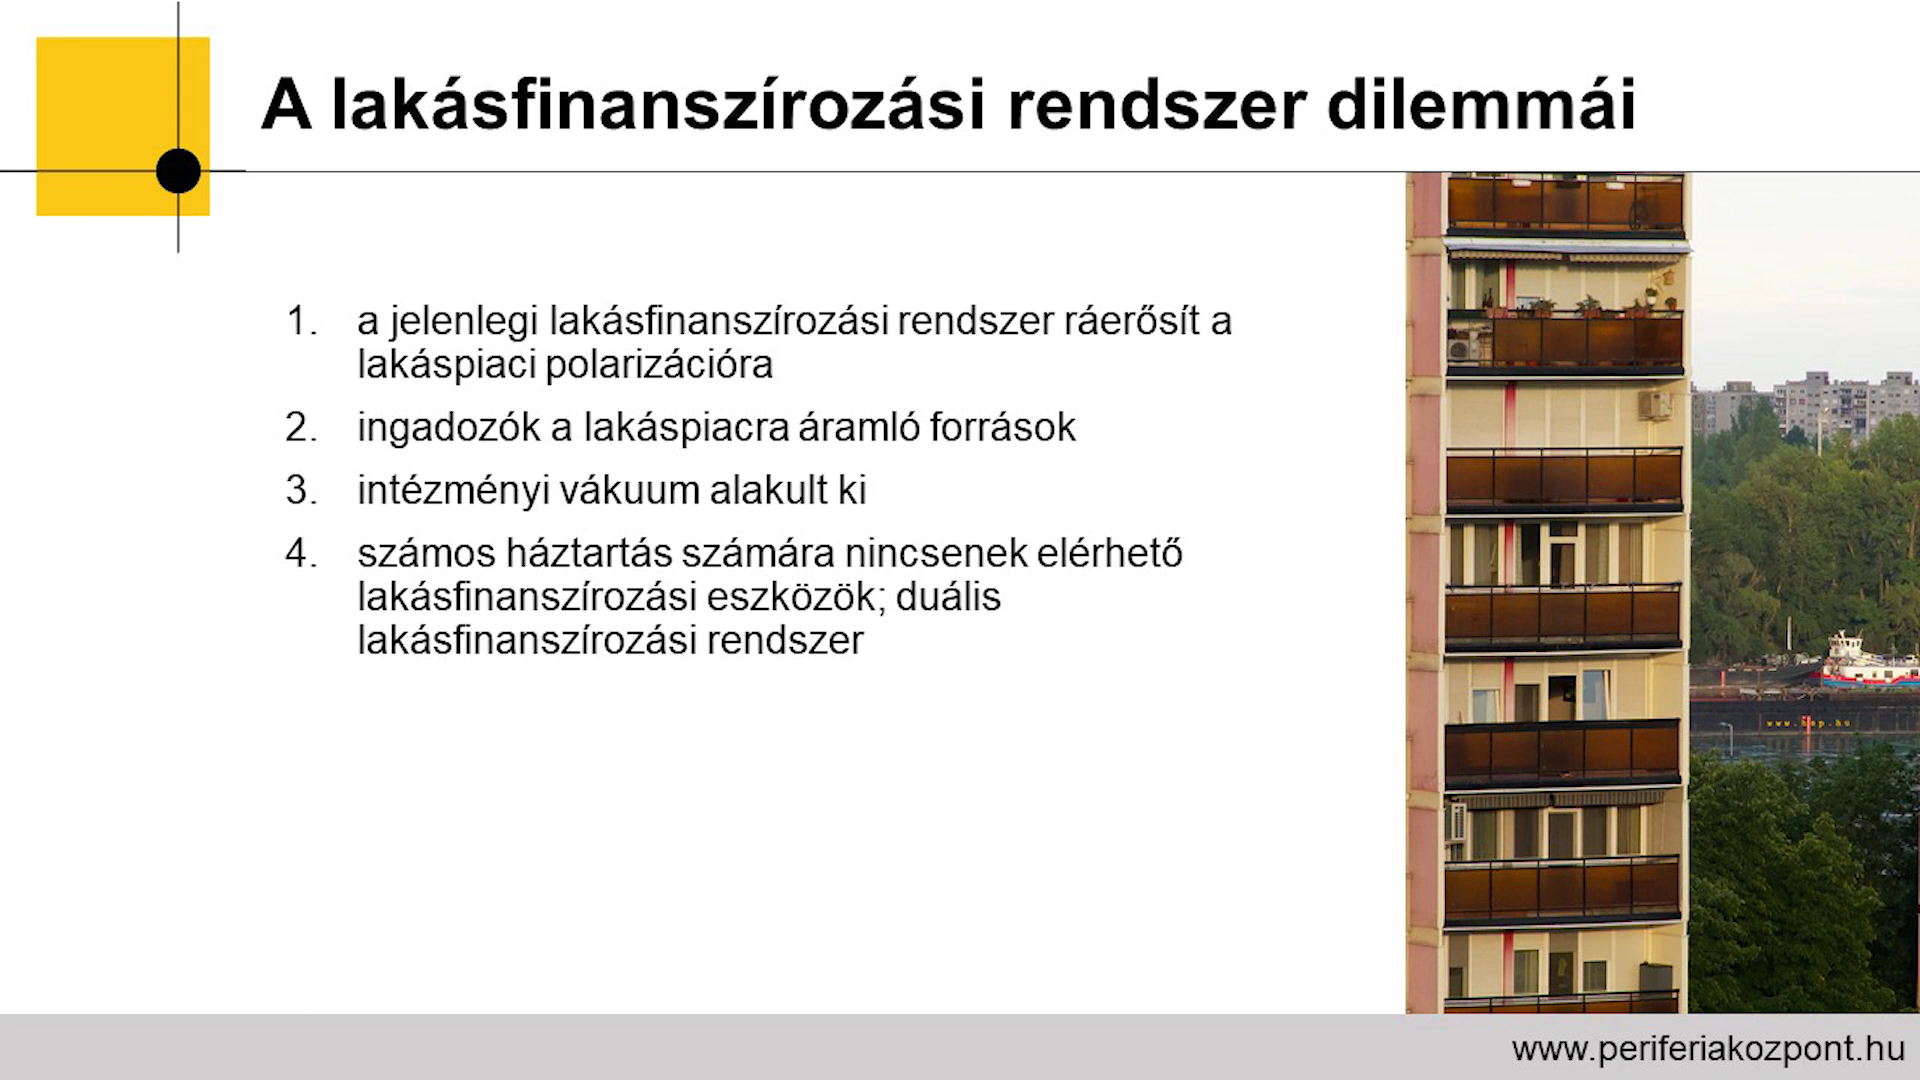 A lakásfinanszírozási rendszer dilemmái
1. a jelenlegi lakásfinanszírozási rendszer ráerősít a
lakáspiaci polarizációra
2. ingadozók a lakáspiacra áramló források
3. intézményi vákuum alakult ki
4. számos háztartás számára nincsenek elérhető
lakásfinanszírozási eszközök; duális
lakásfinanszírozási rendszer
www.periferiakozpont.hu